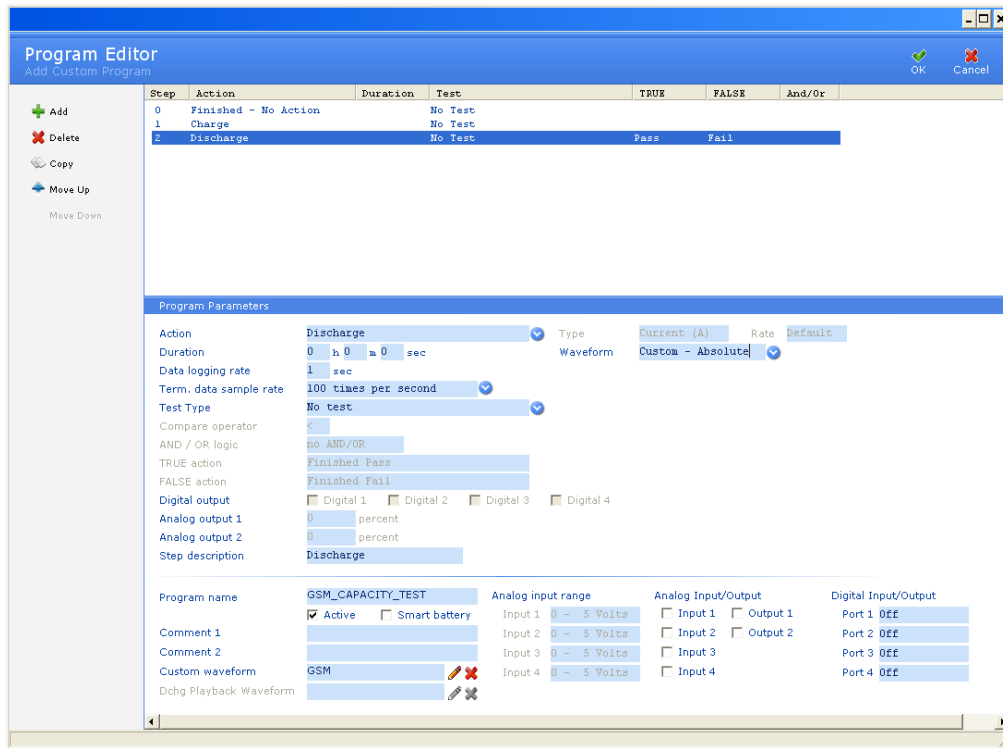 Program Editor
Add Custom Program
OK
Cancel
Add
Delete
Copy
Move Up
Move Down
Step Action Duration Test TRUE FALSE And/Or
0 Finished - No Action No Test
1 Charge No Test
2 Discharge No Test Pass Fail
Program Parameters
Action Discharge Type Current (A) Rate Default
Duration 0 h 0 m 0 sec Waveform Custom - Absolute
Data logging rate 1 sec
Term. data sample rate 100 times per second
Test Type No test
Compare operator <
AND / OR logic no AND/OR
TRUE action Finished Pass
FALSE action Finished Fail
Digital output Digital 1 Digital 2 Digital 3 Digital 4
Analog output 1 0 percent
Analog output 2 0 percent
Step description Discharge
Program name GSM_CAPACITY_TEST Analog input range Analog Input/Output Digital Input/Output
Active Smart battery Input 1 0 - 5 Volts Input 1 Output 1 Port 1 Off
Comment 1 Input 2 0 - 5 Volts Input 2 Output 2 Port 2 Off
Comment 2 Input 3 0 - 5 Volts Input 3 Port 3 Off
Custom waveform GSM Input 4 0 - 5 Volts Input 4 Port 4 Off
Dchg Playback Waveform